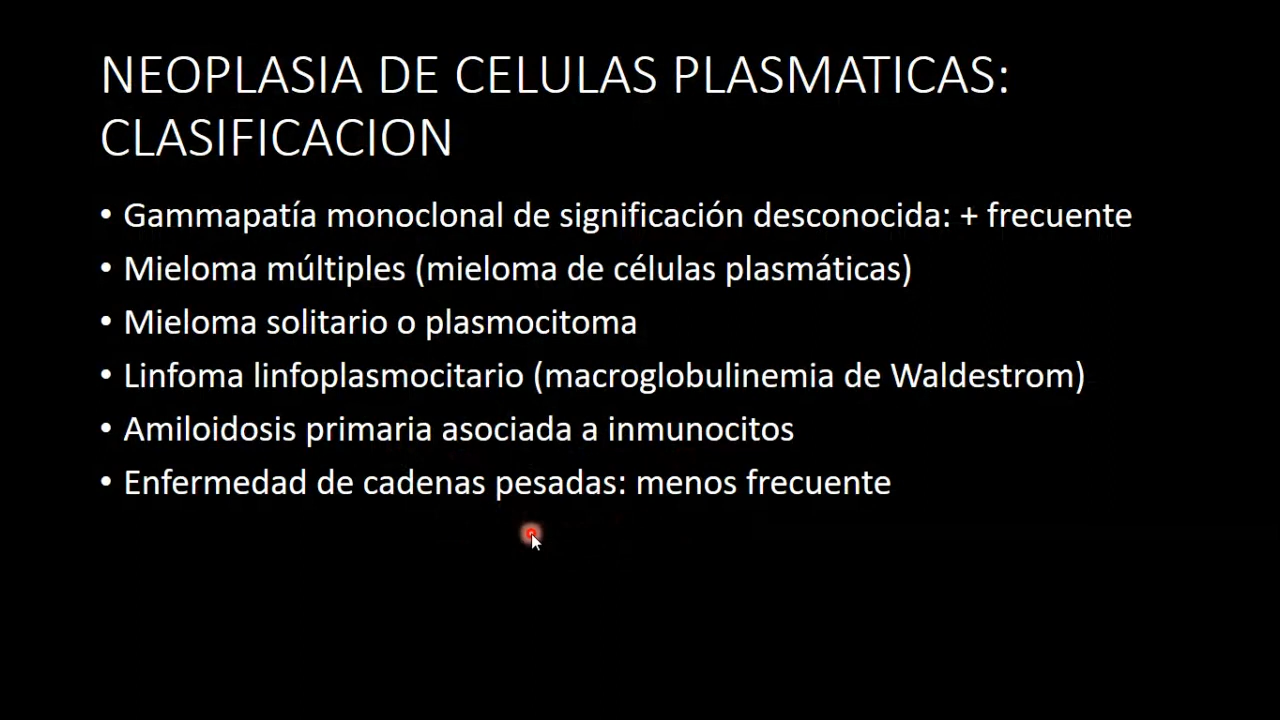 NEOPLASIA DE CELULAS PLASMATICAS:
CLASIFICACION
• Gammapatía monoclonal de significación desconocida: + frecuente
• Mieloma múltiples (mieloma de células plasmáticas)
• Mieloma solitario o plasmocitoma
• Linfoma linfoplasmocitario (macroglobulinemia de Waldestrom)
• Amiloidosis primaria asociada a inmunocitos
• Enfermedad de cadenas pesadas: menos frecuente